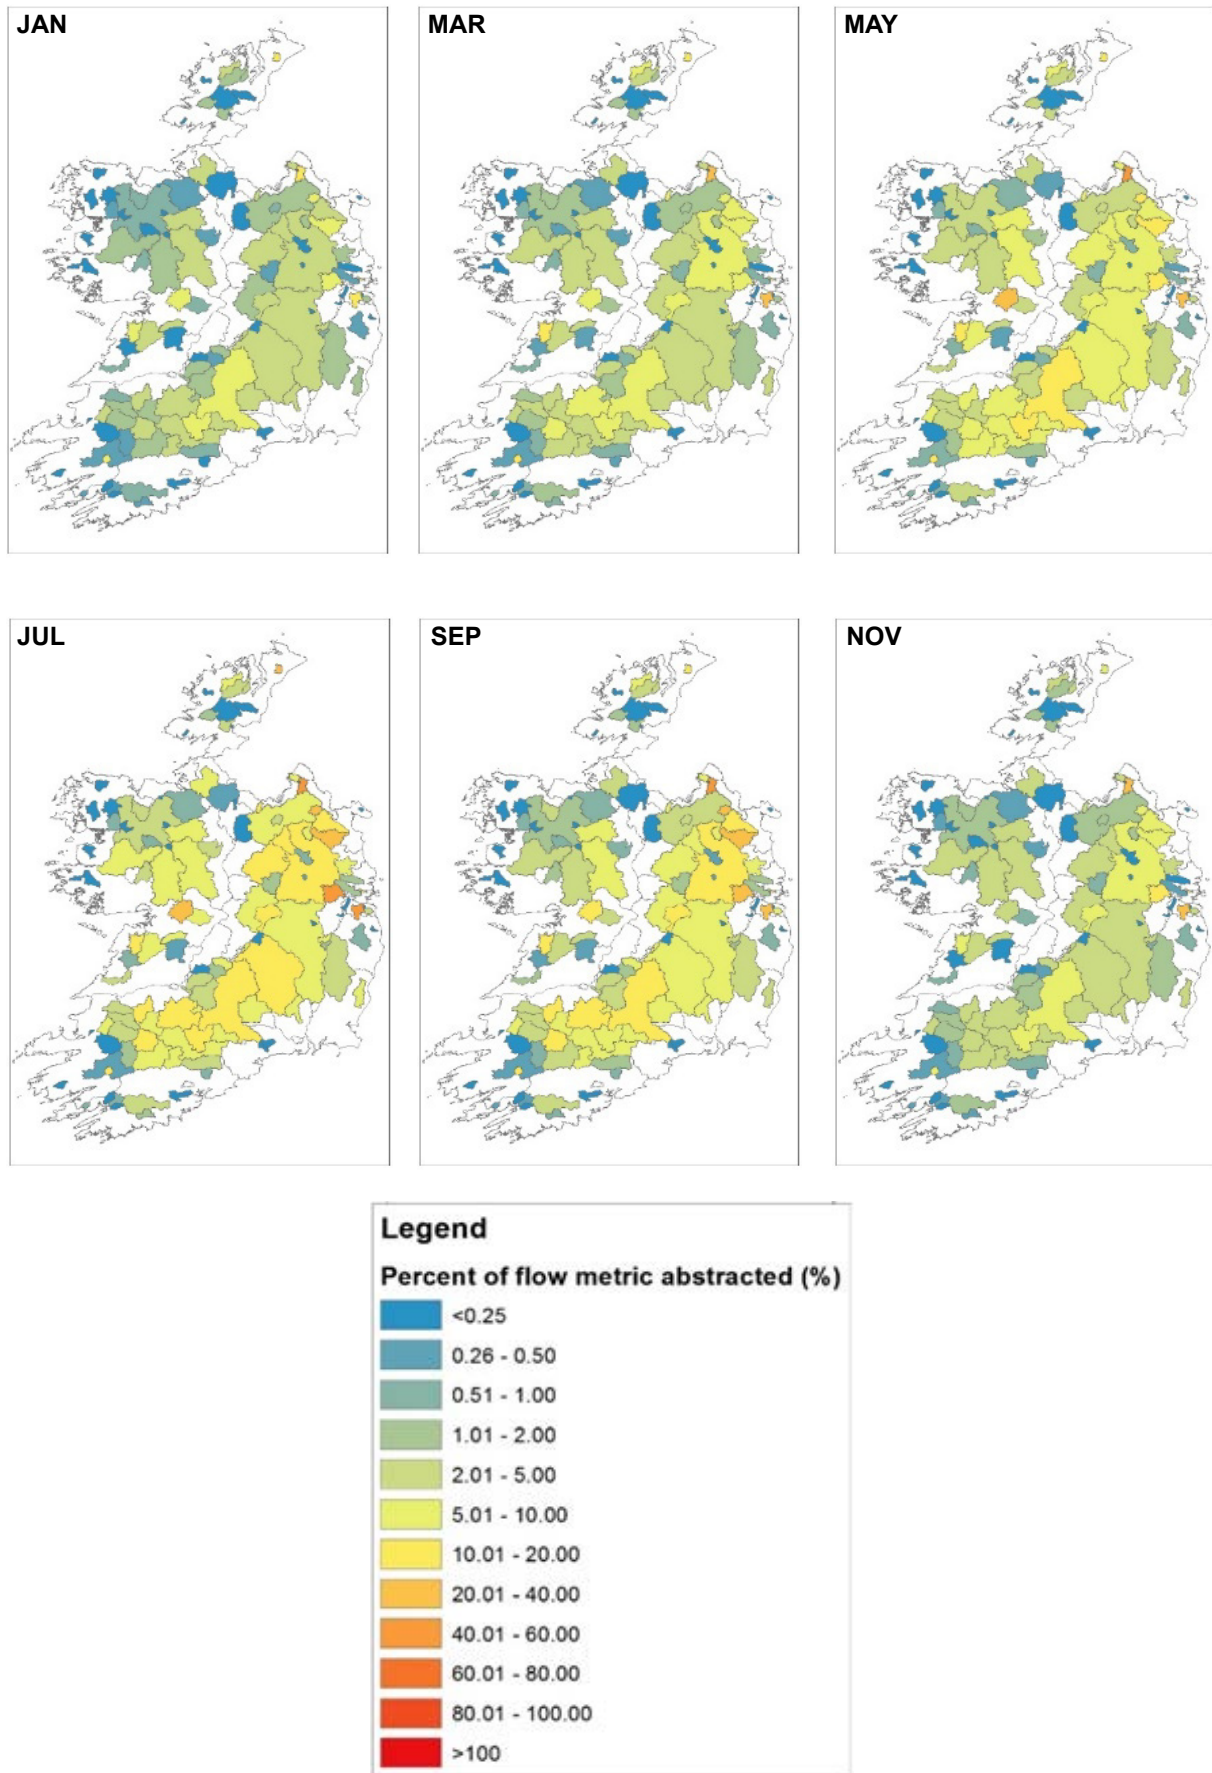 JAN
MAR
MAY
JUL
SEP
NOV
Legend
Percent of flow metric abstracted (%)
<0.25
0.26 - 0.50
0.51 - 1.00
1.01 - 2.00
2.01 - 5.00
5.01 - 10.00
10.01 - 20.00
20.01 - 40.00
40.01 - 60.00
60.01 - 80.00
80.01 - 100.00
>100